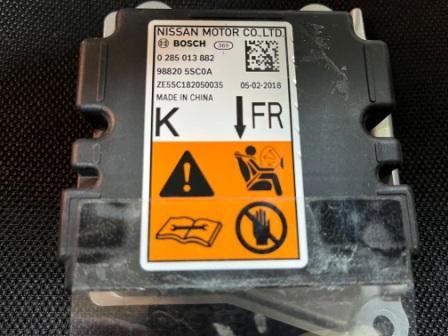 NISSAN MOTOR CO.,LTD.
BOSCH 365
0 285 013 882
98820 5SC0A
ZE5SC182050035 05-02-2018
MADE IN CHINA
K FR